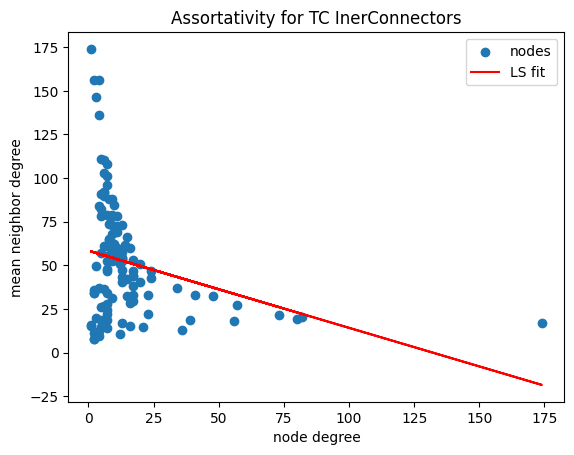 Assortativity for TC InerConnectors
nodes
LS fit
mean neighbor degree
175
150
125
100
75
50
25
0
−25
0 25 50 75 100 125 150 175
node degree